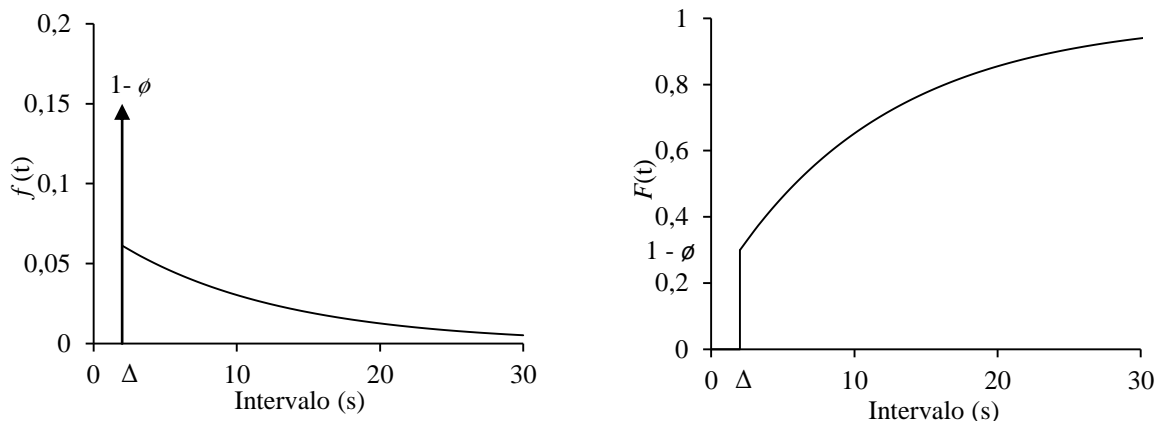 0,2
0,15
0,1
0,05
0
1- ø
f (t)
0 Δ 10 20 30
Intervalo (s)
1
0,8
0,6
0,4
1 - ø
0,2
0
F(t)
0 Δ 10 20 30
Intervalo (s)